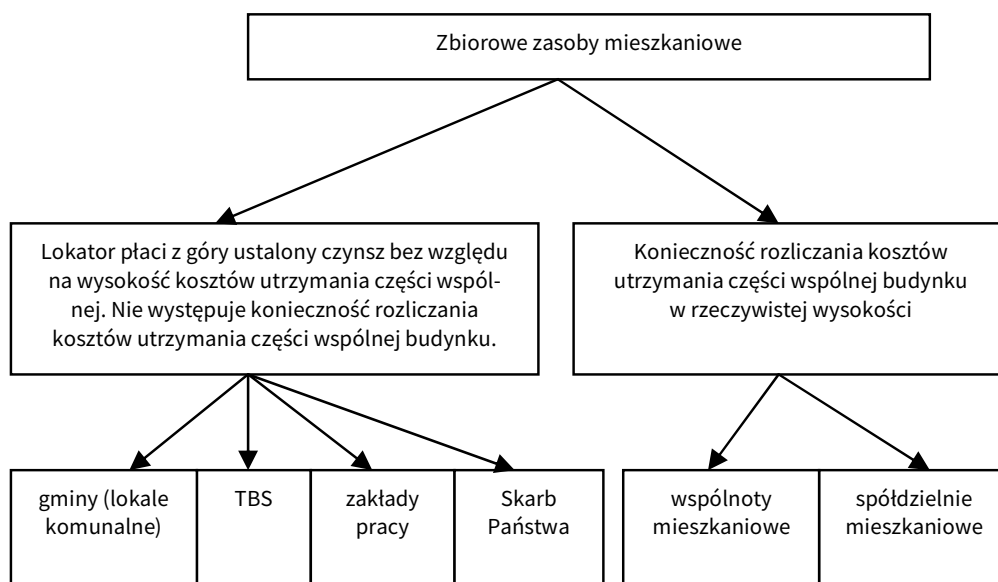 Zbiorowe zasoby mieszkaniowe
Lokator płaci z góry ustalony czynsz bez względu
na wysokość kosztów utrzymania części wspól-
nej. Nie występuje konieczność rozliczania
kosztów utrzymania części wspólnej budynku.
Konieczność rozliczania kosztów
utrzymania części wspólnej budynku
w rzeczywistej wysokości
gminy (lokale
komunalne)
TBS
zakłady
pracy
Skarb
Państwa
wspólnoty
mieszkaniowe
spółdzielnie
mieszkaniowe